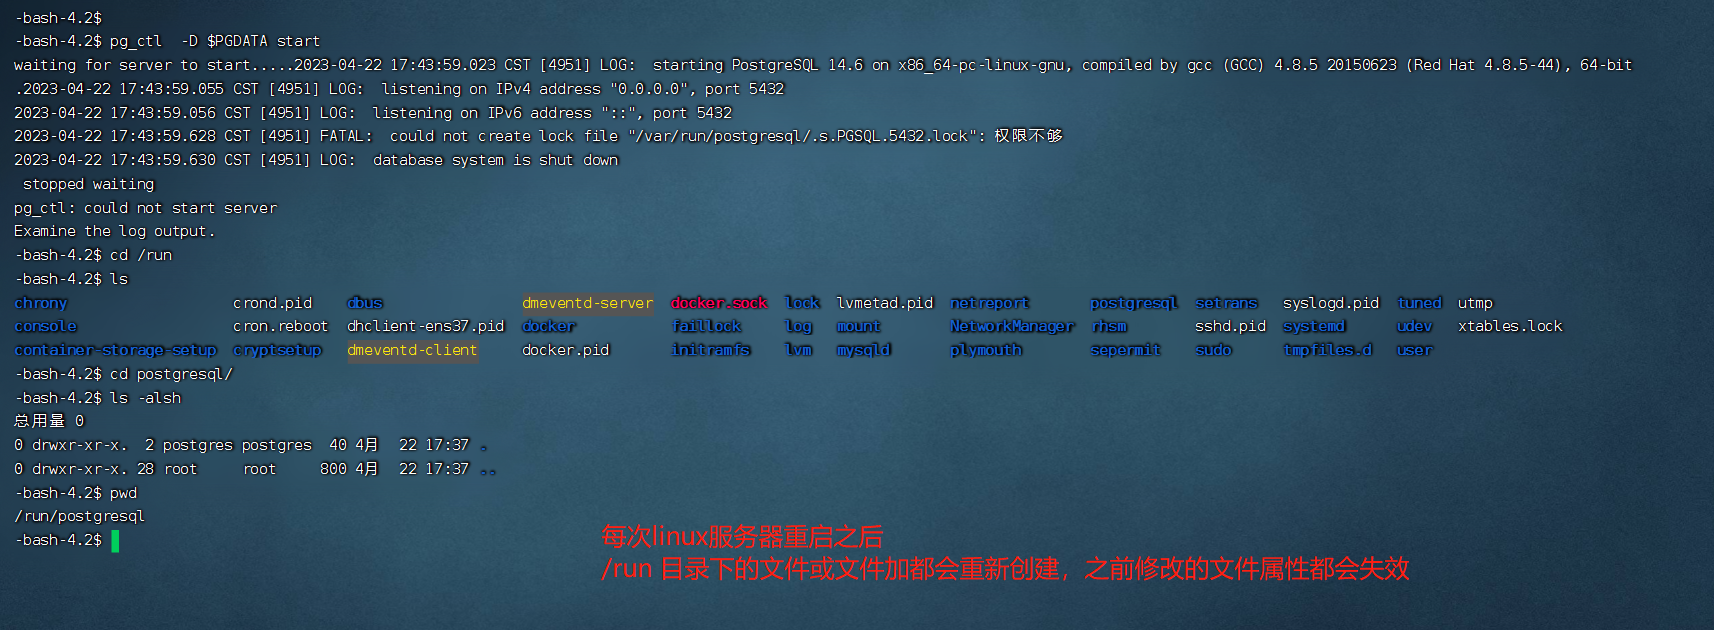 -bash-4.2$
-bash-4.2$ pg_ctl  -D $PGDATA start
waiting for server to start.....2023-04-22 17:43:59.023 CST [4951] LOG:  starting PostgreSQL 14.6 on x86_64-pc-linux-gnu, compiled by gcc (GCC) 4.8.5 20150623 (Red Hat 4.8.5-44), 64-bit
.2023-04-22 17:43:59.055 CST [4951] LOG:  listening on IPv4 address "0.0.0.0", port 5432
2023-04-22 17:43:59.056 CST [4951] LOG:  listening on IPv6 address "::", port 5432
2023-04-22 17:43:59.628 CST [4951] FATAL:  could not create lock file "/var/run/postgresql/.s.PGSQL.5432.lock": 权限不够
2023-04-22 17:43:59.630 CST [4951] LOG:  database system is shut down
 stopped waiting
pg_ctl: could not start server
Examine the log output.
-bash-4.2$ cd /run
-bash-4.2$ ls
chrony crond.pid dbus dmeventd-server docker.sock lock lvmetad.pid netreport postgresql setrans syslogd.pid tuned utmp
console cron.reboot dhclient-ens37.pid docker faillock log mount NetworkManager rhsm sshd.pid systemd udev xtables.lock
container-storage-setup cryptsetup dmeventd-client docker.pid initramfs lvm mysqld plymouth sepermit sudo tmpfiles.d user
-bash-4.2$ cd postgresql/
-bash-4.2$ ls -alsh
总用量 0
0 drwxr-xr-x.  2 postgres postgres  40 4月  22 17:37 .
0 drwxr-xr-x. 28 root     root     800 4月  22 17:37 ..
-bash-4.2$ pwd
/run/postgresql
-bash-4.2$
每次linux服务器重启之后
/run 目录下的文件或文件加都会重新创建，之前修改的文件属性都会失效